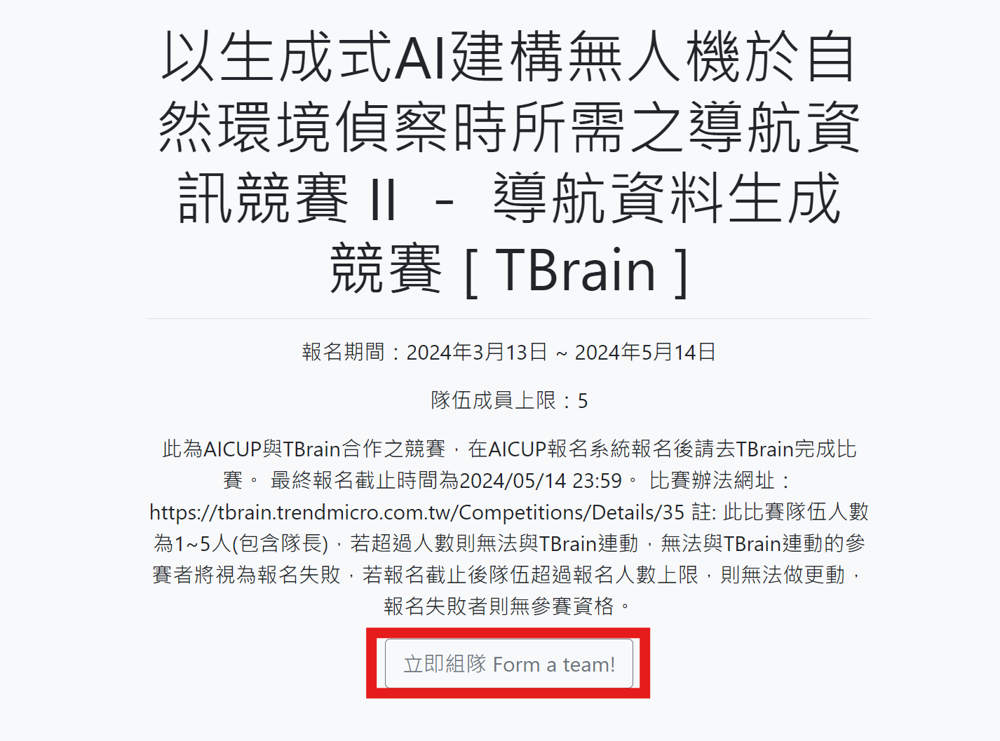 以生成式AI建構無人機於自
然環境偵察時所需之導航資
訊競賽 II - 導航資料生成
競賽 [ TBrain ]
報名期間：2024年3月13日 ~ 2024年5月14日
隊伍成員上限：5
此為AICUP與TBrain合作之競賽，在AICUP報名系統報名後請去TBrain完成比
賽。 最終報名截止時間為2024/05/14 23:59。 比賽辦法網址：
https://tbrain.trendmicro.com.tw/Competitions/Details/35 註: 此比賽隊伍人數
為1~5人(包含隊長)，若超過人數則無法與TBrain連動，無法與TBrain連動的參
賽者將視為報名失敗，若報名截止後隊伍超過報名人數上限，則無法做更動，
報名失敗者則無參賽資格。
立即組隊 Form a team!